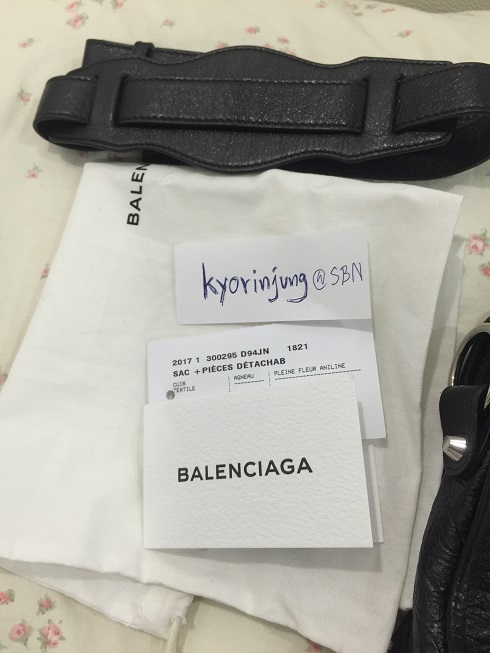 BALEN
kyorinjung @SBN
2017 1 300295 D94JN 1821
SAC +PIÈCES DÉTACHAB
CUIR AGNEAU PLEINE FLEUR ANILINE
TEXTILE
BALENCIAGA